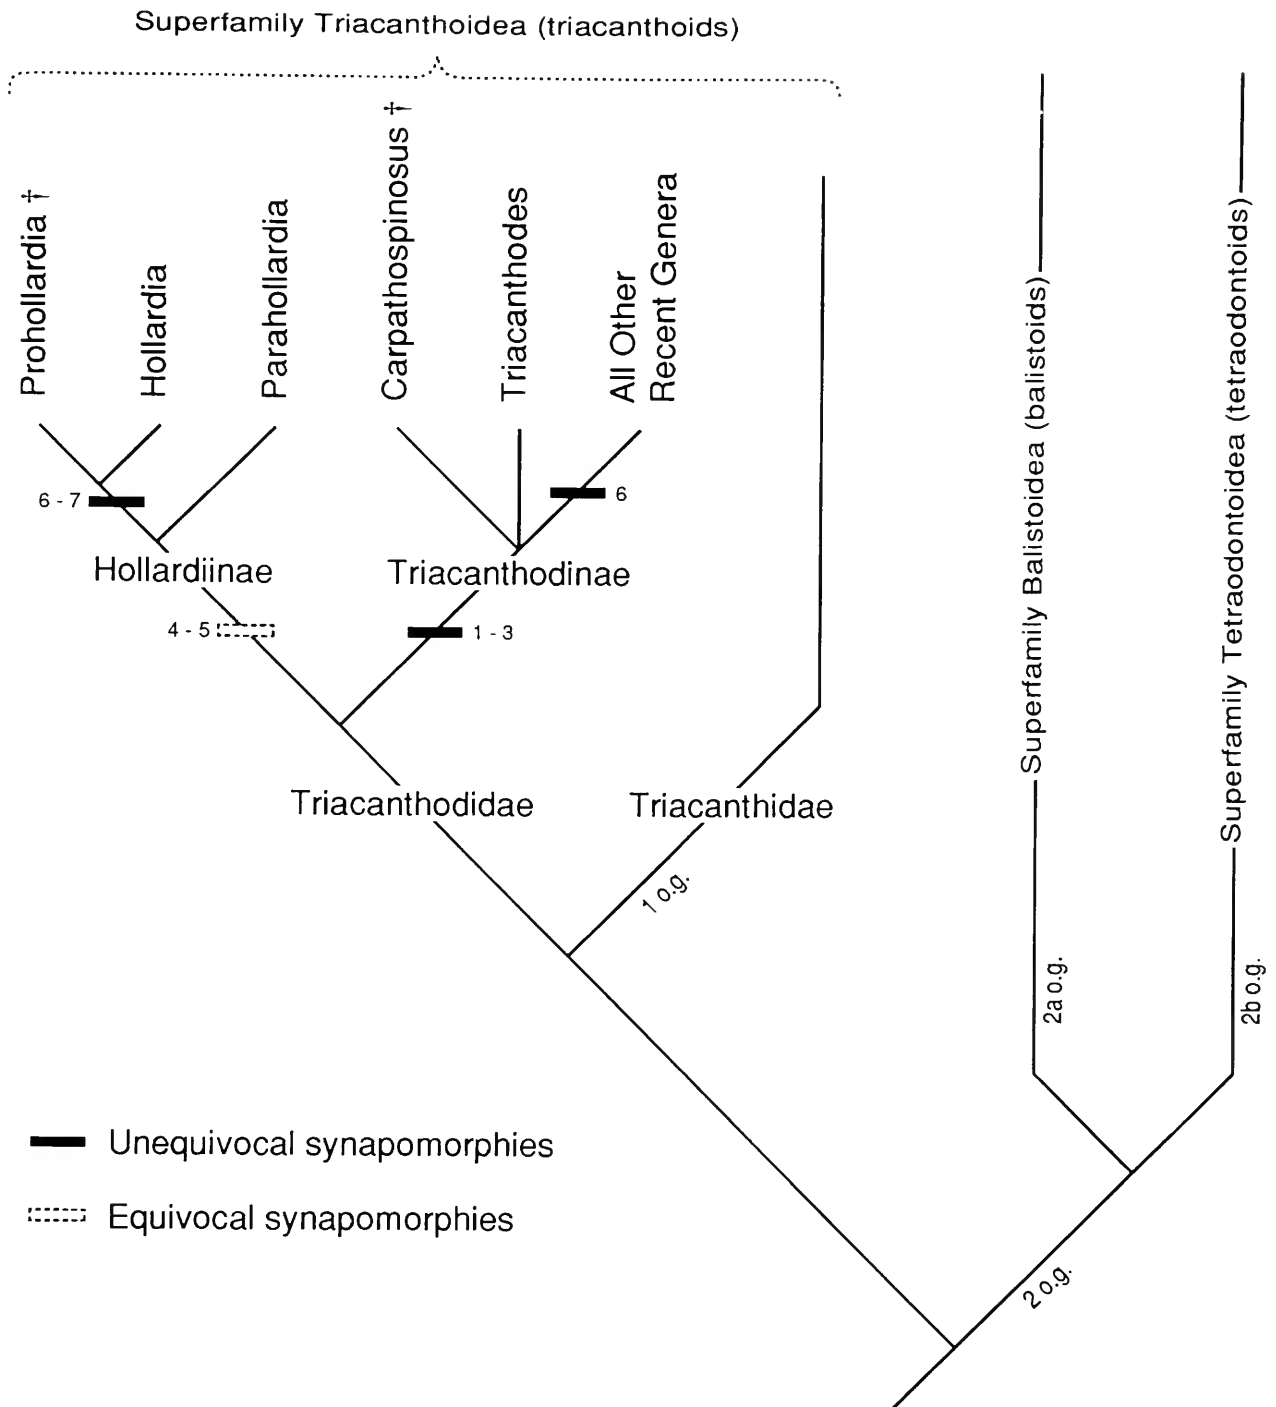 Superfamily Triacanthoidea (triacanthoids)
Prohollardia †
Hollardia
Parahollardia
Carpathospinosus †
Triacanthodes
All Other
Recent Genera
6 - 7
6
Hollardiinae
Triacanthodinae
4 - 5
1 - 3
Triacanthodidae
Triacanthidae
1 o.g.
Superfamily Balistoidea (balistoids)
Superfamily Tetraodontoidea (tetraodontoids)
2a o.g.
2b o.g.
2 o.g.
Unequivocal synapomorphies
Equivocal synapomorphies